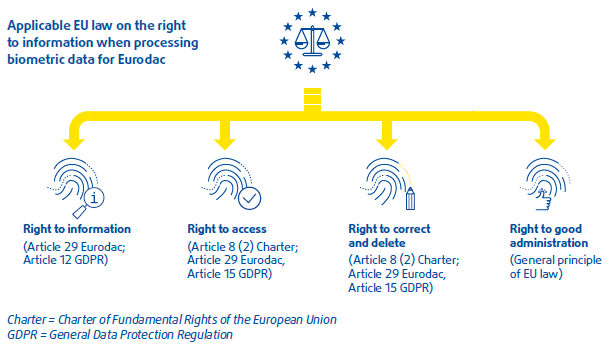 Applicable EU law on the right
to information when processing
biometric data for Eurodac
Right to information
(Article 29 Eurodac;
Article 12 GDPR)
Right to access
(Article 8 (2) Charter;
Article 29 Eurodac,
Article 15 GDPR)
Right to correct
and delete
(Article 8 (2) Charter;
Article 29 Eurodac,
Article 15 GDPR)
Right to good
administration
(General principle
of EU law)
Charter = Charter of Fundamental Rights of the European Union
GDPR = General Data Protection Regulation